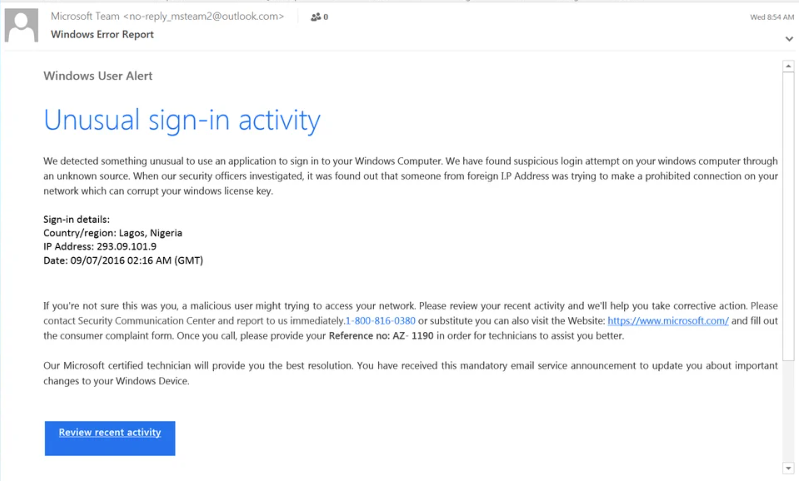 Microsoft Team <no-reply_msteam2@outlook.com>
0
Wed 8:54 AM
Windows Error Report
Windows User Alert
Unusual sign-in activity
We detected something unusual to use an application to sign in to your Windows Computer. We have found suspicious login attempt on your windows computer through
an unknown source. When our security officers investigated, it was found out that someone from foreign I.P Address was trying to make a prohibited connection on your
network which can corrupt your windows license key.
Sign-in details:
Country/region: Lagos, Nigeria
IP Address: 293.09.101.9
Date: 09/07/2016 02:16 AM (GMT)
If you're not sure this was you, a malicious user might trying to access your network. Please review your recent activity and we'll help you take corrective action. Please
contact Security Communication Center and report to us immediately.1-800-816-0380 or substitute you can also visit the Website: https://www.microsoft.com/ and fill out
the consumer complaint form. Once you call, please provide your Reference no: AZ- 1190 in order for technicians to assist you better.
Our Microsoft certified technician will provide you the best resolution. You have received this mandatory email service announcement to update you about important
changes to your Windows Device.
Review recent activity